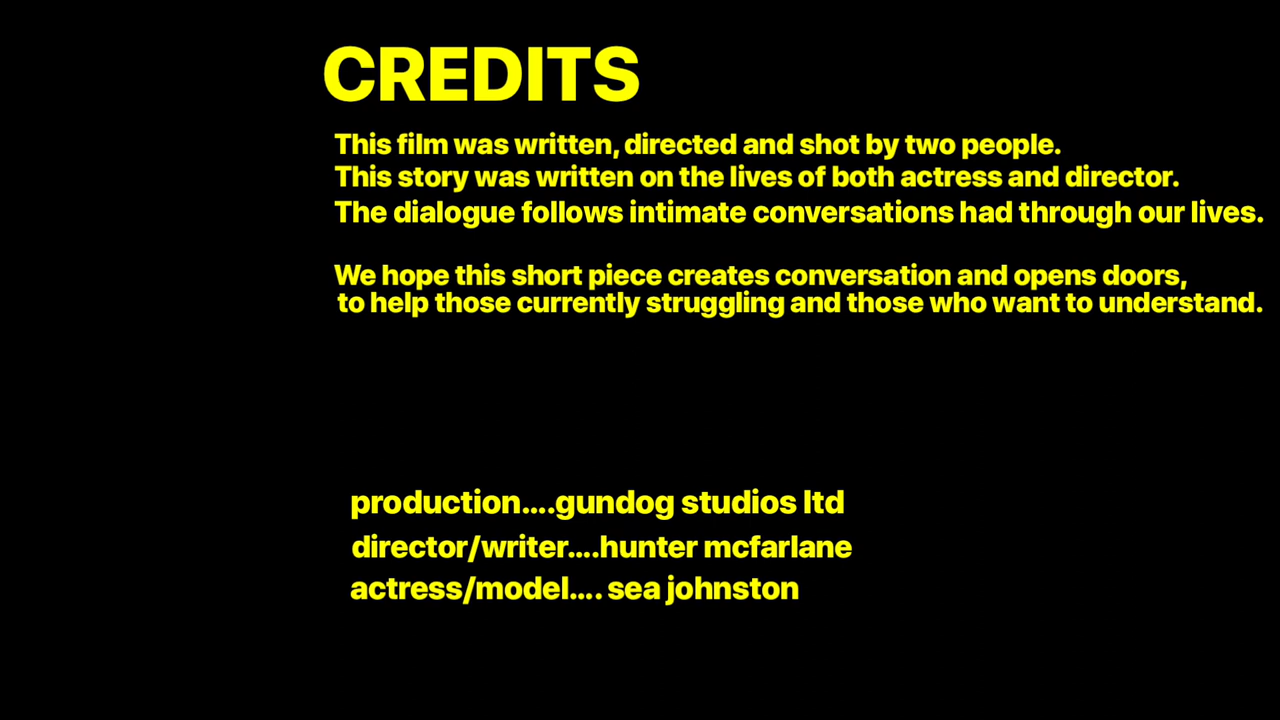 CREDITS
This film was written, directed and shot by two people.
This story was written on the lives of both actress and director.
The dialogue follows intimate conversations had through our lives.
We hope this short piece creates conversation and opens doors,
to help those currently struggling and those who want to understand.
production....gundog studios ltd
director/writer....hunter mcfarlane
actress/model.... sea johnston